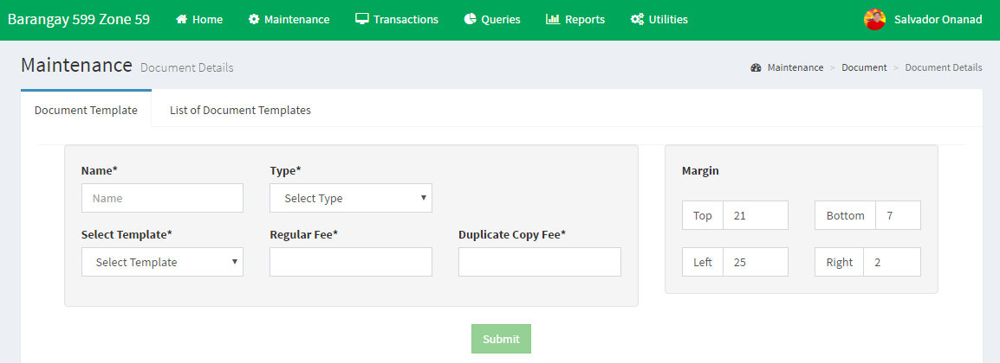 Barangay 599 Zone 59 Home Maintenance Transactions Queries Reports Utilities Salvador Onanad
Maintenance Document Details Maintenance > Document > Document Details
Document Template List of Document Templates
Name* Type* Margin
Name Select Type
Top 21 Bottom 7
Select Template* Regular Fee* Duplicate Copy Fee*
Select Template Left 25 Right 2
Submit